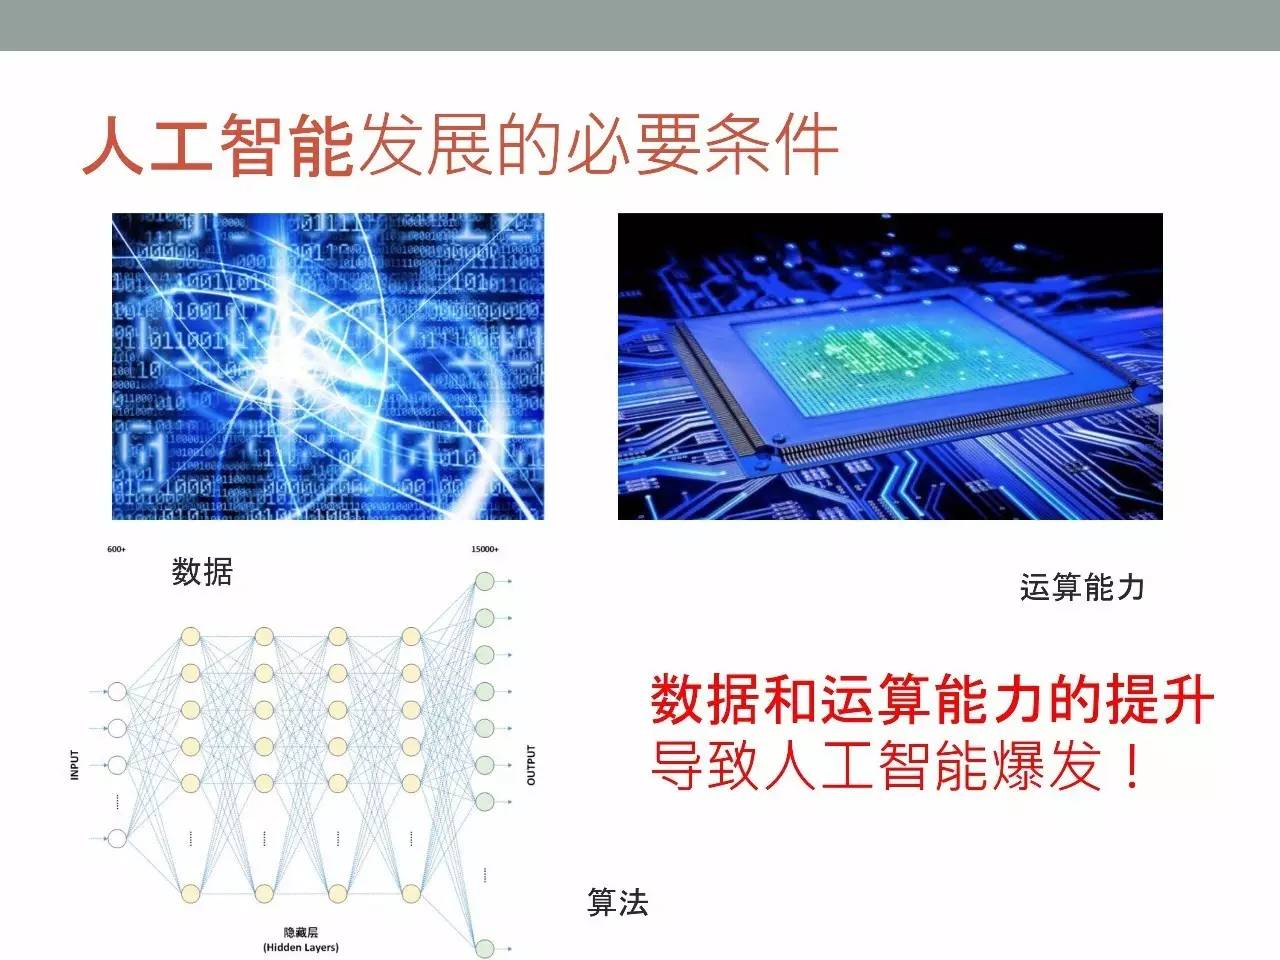 人工智能发展的必要条件
600+
15000+
数据
运算能力
数据和运算能力的提升
导致人工智能爆发！
INPUT
OUTPUT
算法
隐藏层
(Hidden Layers)